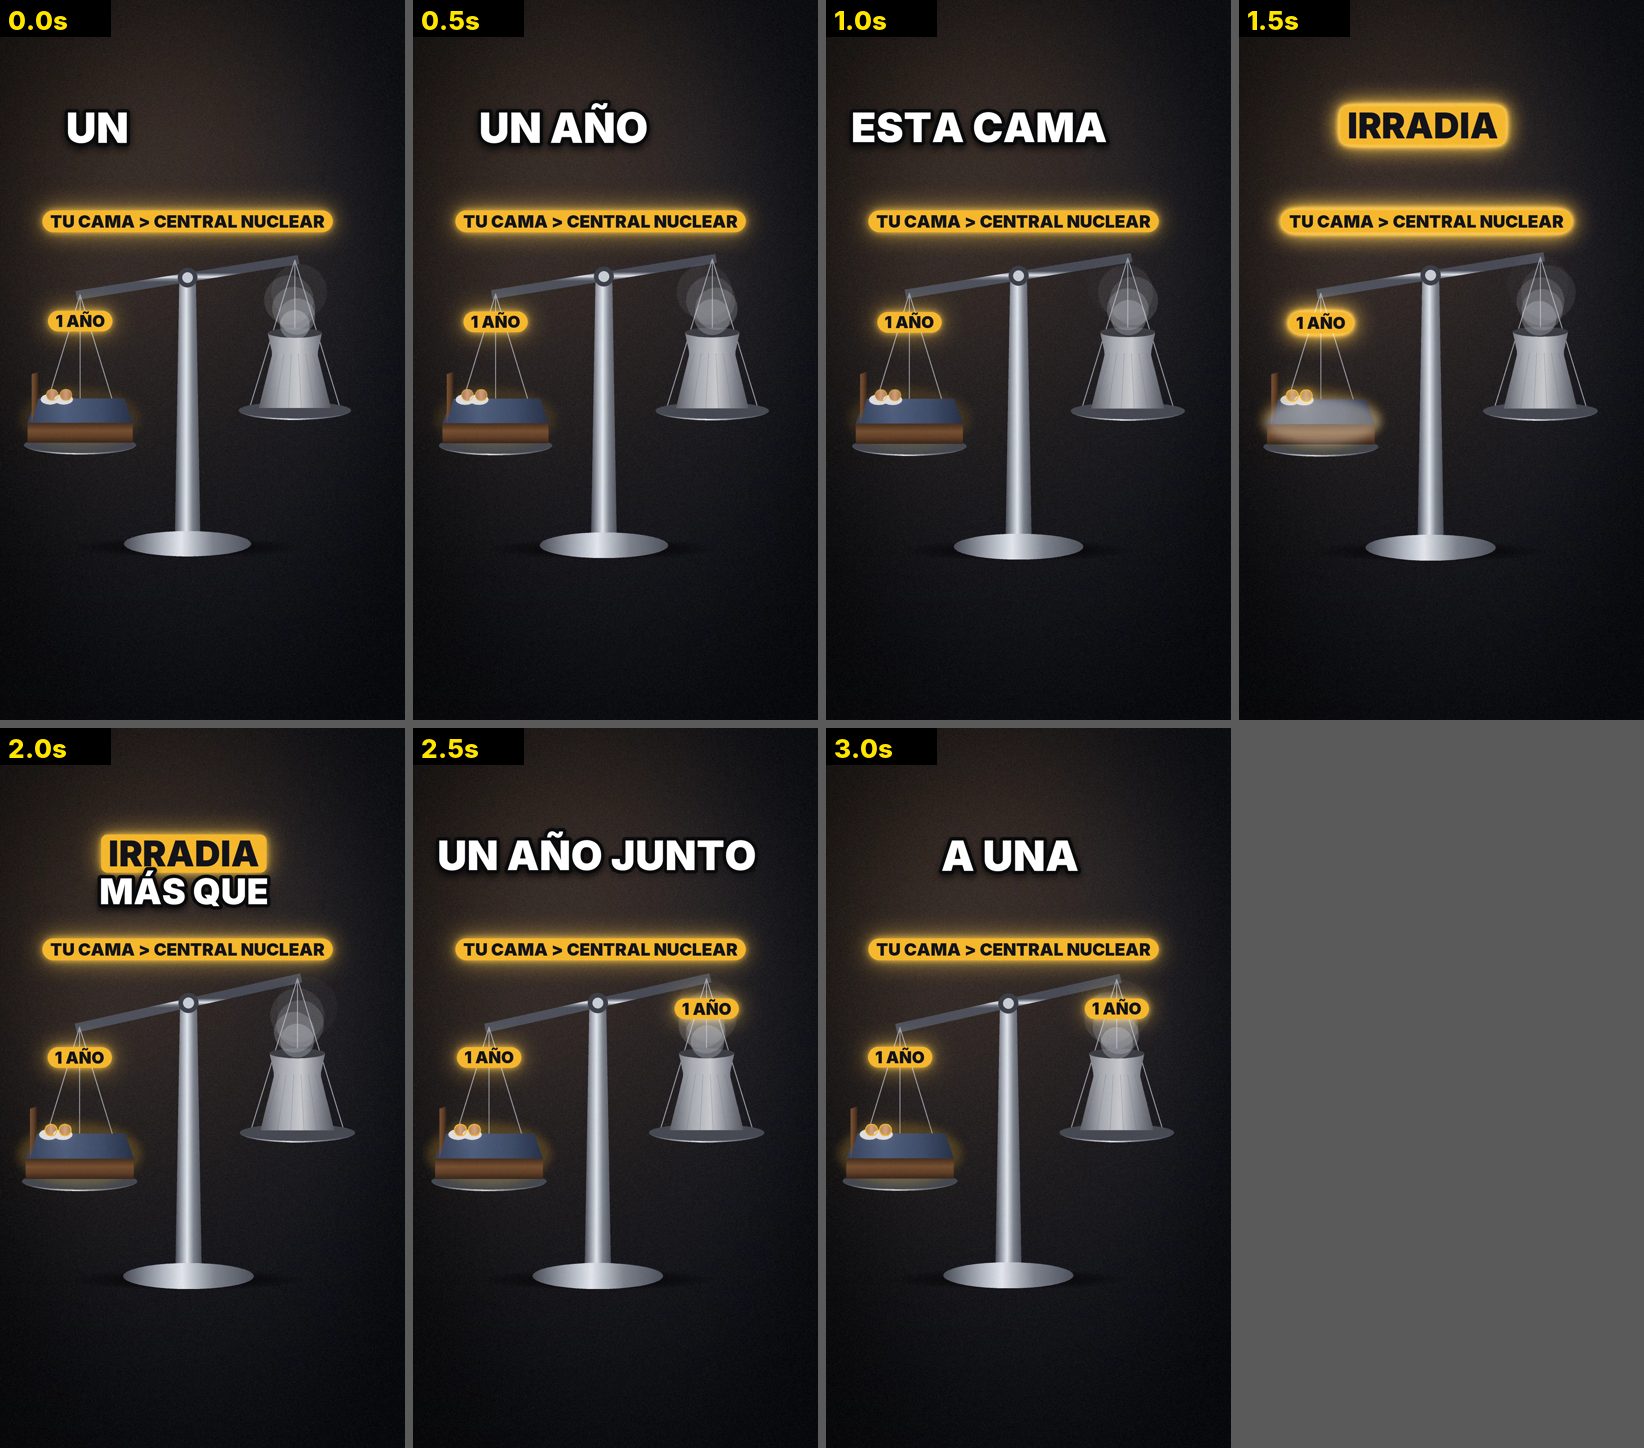 0.0s
UN
TU CAMA > CENTRAL NUCLEAR
1 AÑO
0.5s
UN AÑO
TU CAMA > CENTRAL NUCLEAR
1 AÑO
1.0s
ESTA CAMA
TU CAMA > CENTRAL NUCLEAR
1 AÑO
1.5s
IRRADIA
TU CAMA > CENTRAL NUCLEAR
1 AÑO
2.0s
IRRADIA
MÁS QUE
TU CAMA > CENTRAL NUCLEAR
1 AÑO
2.5s
UN AÑO JUNTO
TU CAMA > CENTRAL NUCLEAR
1 AÑO
1 AÑO
3.0s
A UNA
TU CAMA > CENTRAL NUCLEAR
1 AÑO
1 AÑO